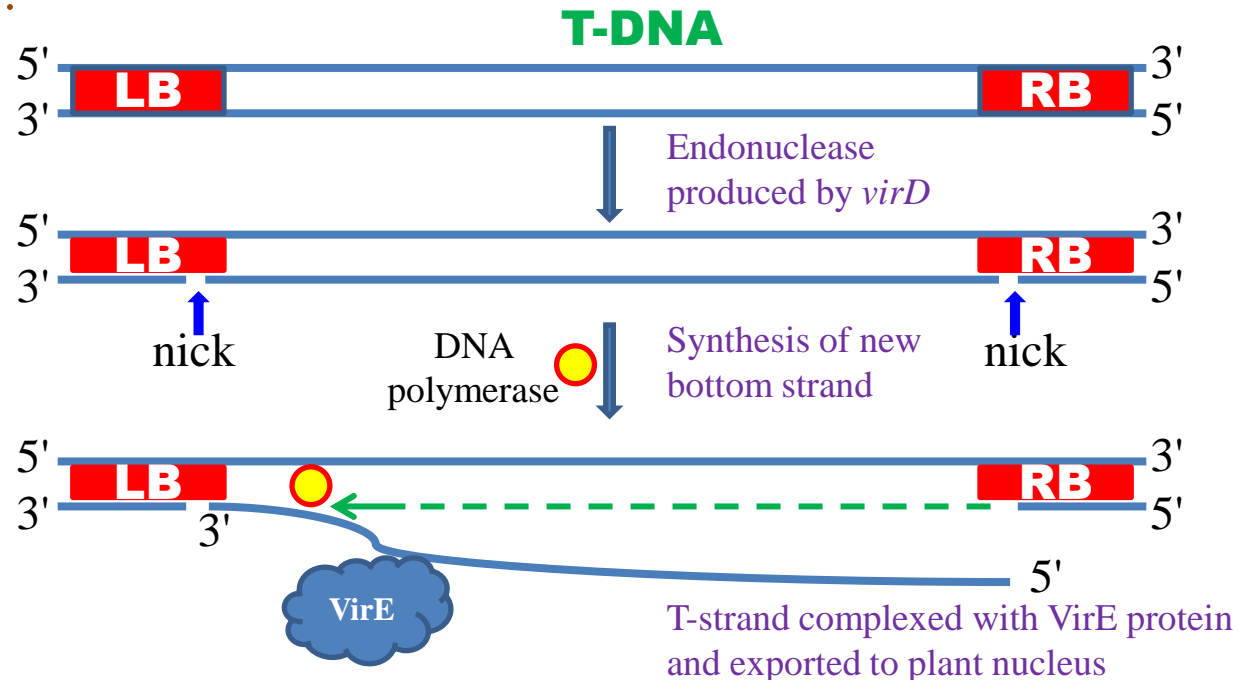 T-DNA
5' 3'
LB RB
3' 5'
Endonuclease
produced by virD
5' 3'
LB RB
3' 5'
nick nick
DNA
polymerase
Synthesis of new
bottom strand
5' 3'
LB RB
3' 5'
3'
5'
VirE
T-strand complexed with VirE protein
and exported to plant nucleus